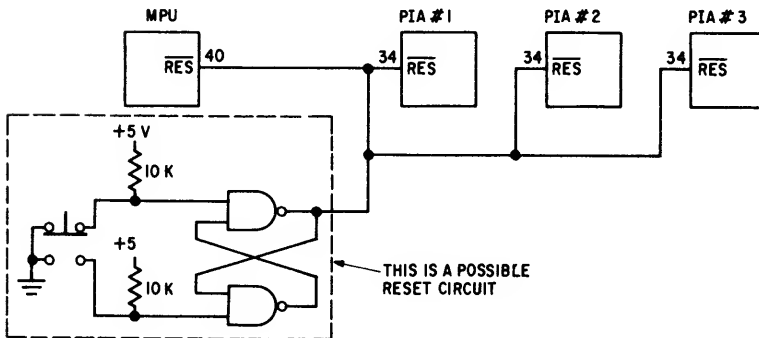 MPU
PIA #1
PIA #2
PIA #3
RES
40
34
RES
34
RES
34
RES
+5 V
10 K
+5
10 K
THIS IS A POSSIBLE
RESET CIRCUIT